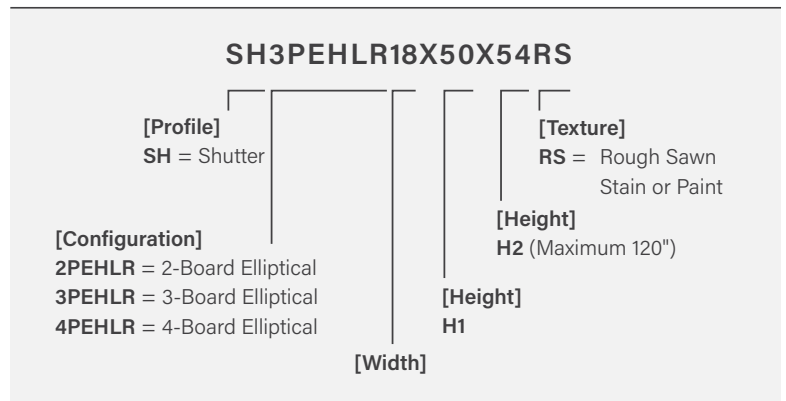 SH3PEHLR18X50X54RS
[Profile]
SH = Shutter
[Texture]
RS = Rough Sawn
Stain or Paint
[Height]
H2 (Maximum 120")
[Configuration]
2PEHLR = 2-Board Elliptical
3PEHLR = 3-Board Elliptical
4PEHLR = 4-Board Elliptical
[Height]
H1
[Width]